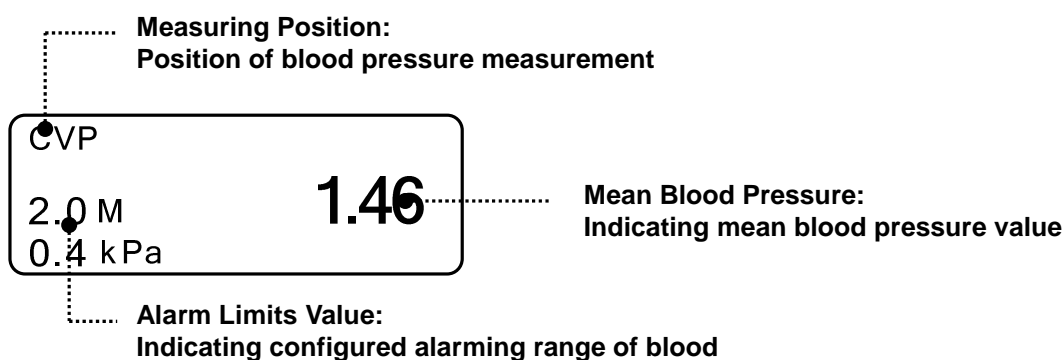 Measuring Position:
Position of blood pressure measurement
CVP
1.46
2.0 M
0.4 kPa
Mean Blood Pressure:
Indicating mean blood pressure value
Alarm Limits Value:
Indicating configured alarming range of blood